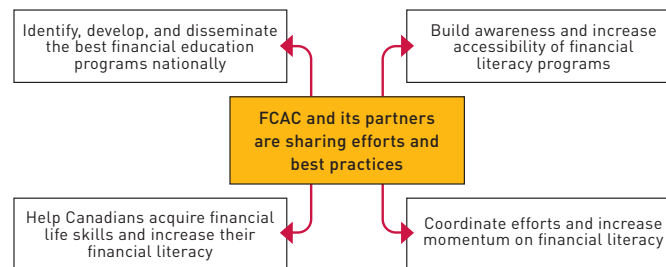 Identify, develop, and disseminate
the best financial education
programs nationally
Build awareness and increase
accessibility of financial
literacy programs
FCAC and its partners
are sharing efforts and
best practices
Help Canadians acquire financial
life skills and increase their
financial literacy
Coordinate efforts and increase
momentum on financial literacy